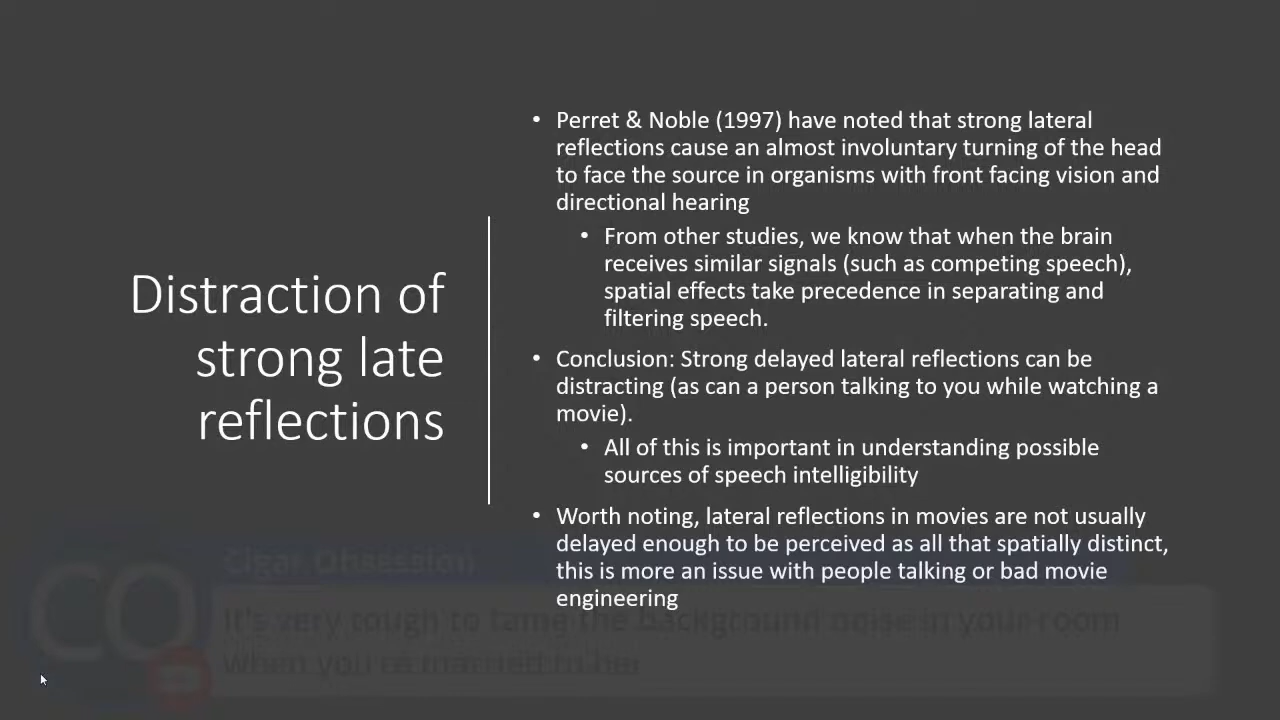 Distraction of
strong late
reflections
• Perret & Noble (1997) have noted that strong lateral
reflections cause an almost involuntary turning of the head
to face the source in organisms with front facing vision and
directional hearing
• From other studies, we know that when the brain
receives similar signals (such as competing speech),
spatial effects take precedence in separating and
filtering speech.
• Conclusion: Strong delayed lateral reflections can be
distracting (as can a person talking to you while watching a
movie).
• All of this is important in understanding possible
sources of speech intelligibility
• Worth noting, lateral reflections in movies are not usually
delayed enough to be perceived as all that spatially distinct,
this is more an issue with people talking or bad movie
engineering
Cigar Obsession
CO
It's very tough to tame the background noise in your room
when you're married to her